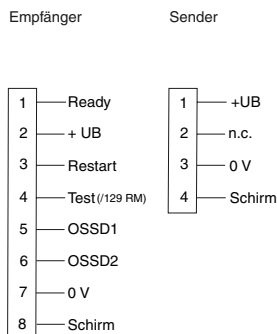 Empfänger
Sender
1 Ready
2 + UB
3 Restart
4 Test (/129 RM)
5 OSSD1
6 OSSD2
7 0 V
8 Schirm
1 +UB
2 n.c.
3 0 V
4 Schirm